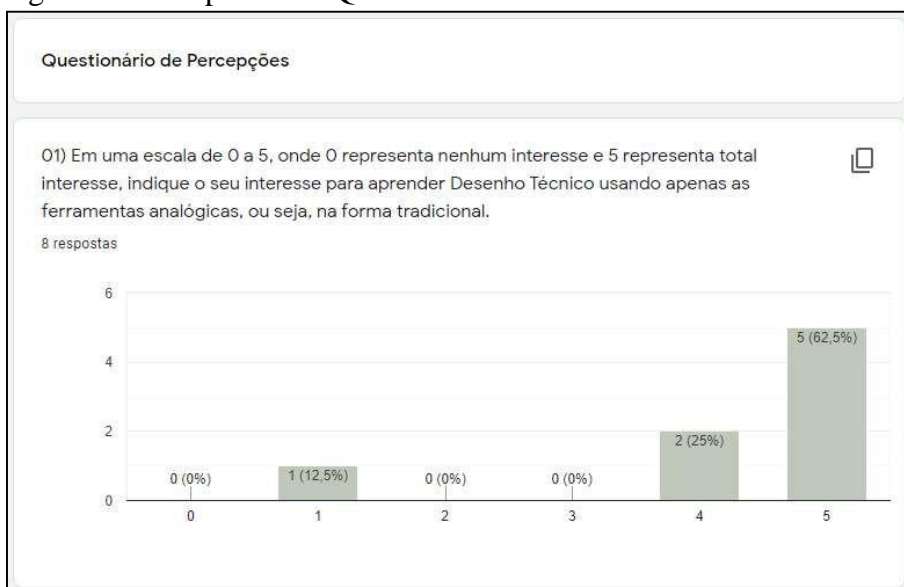 Questionário de Percepções
01) Em uma escala de 0 a 5, onde 0 representa nenhum interesse e 5 representa total
interesse, indique o seu interesse para aprender Desenho Técnico usando apenas as
ferramentas analógicas, ou seja, na forma tradicional.
8 respostas
6
4
2
0
0 (0%)
1 (12,5%)
0 (0%)
0 (0%)
2 (25%)
5 (62,5%)
0 1 2 3 4 5